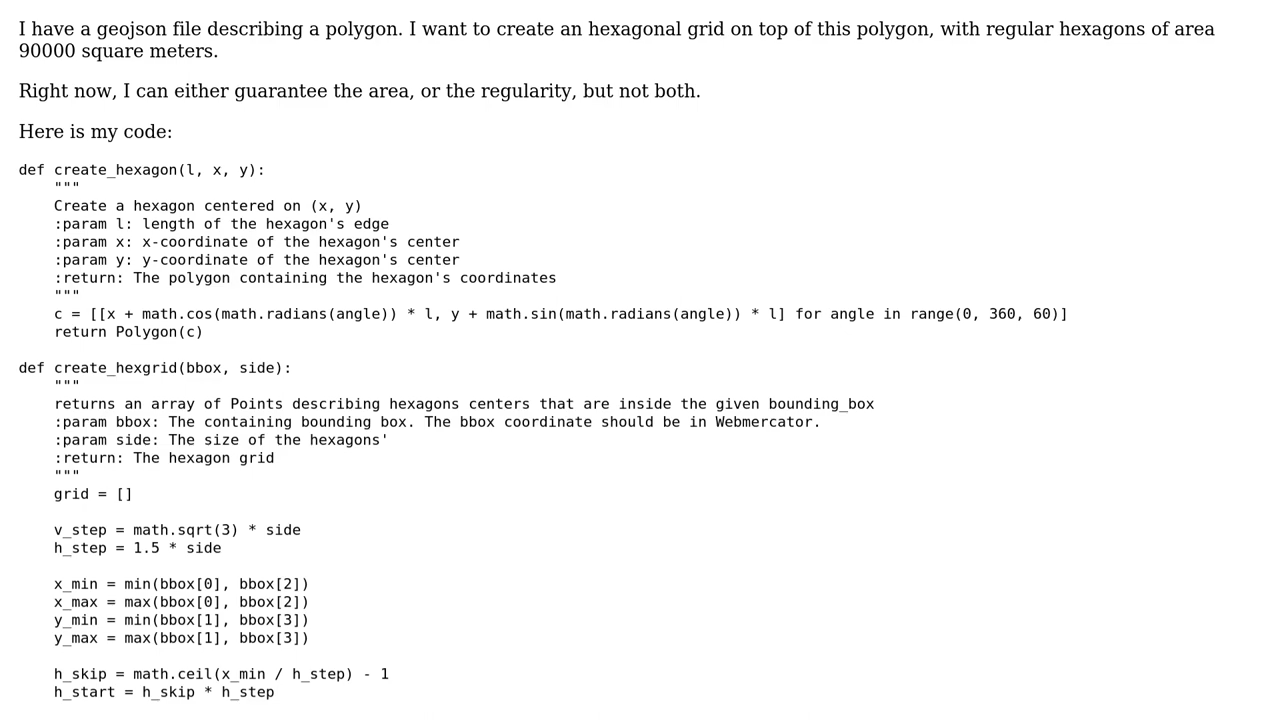 I have a geojson file describing a polygon. I want to create an hexagonal grid on top of this polygon, with regular hexagons of area
90000 square meters.
Right now, I can either guarantee the area, or the regularity, but not both.
Here is my code:
def create_hexagon(l, x, y):
    """
    Create a hexagon centered on (x, y)
    :param l: length of the hexagon's edge
    :param x: x-coordinate of the hexagon's center
    :param y: y-coordinate of the hexagon's center
    :return: The polygon containing the hexagon's coordinates
    """
    c = [[x + math.cos(math.radians(angle)) * l, y + math.sin(math.radians(angle)) * l] for angle in range(0, 360, 60)]
    return Polygon(c)
def create_hexgrid(bbox, side):
    """
    returns an array of Points describing hexagons centers that are inside the given bounding_box
    :param bbox: The containing bounding box. The bbox coordinate should be in Webmercator.
    :param side: The size of the hexagons'
    :return: The hexagon grid
    """
    grid = []
    v_step = math.sqrt(3) * side
    h_step = 1.5 * side
    x_min = min(bbox[0], bbox[2])
    x_max = max(bbox[0], bbox[2])
    y_min = min(bbox[1], bbox[3])
    y_max = max(bbox[1], bbox[3])
    h_skip = math.ceil(x_min / h_step) - 1
    h_start = h_skip * h_step